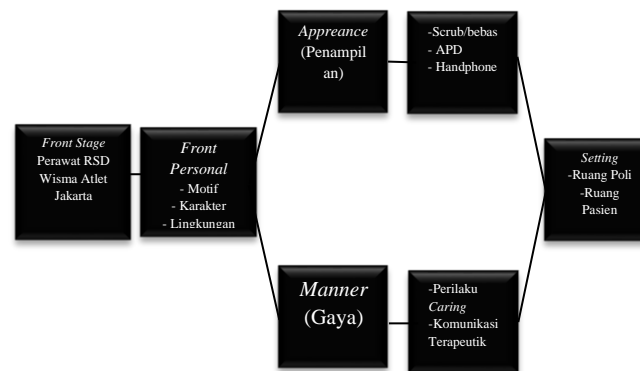 Front Stage
Perawat RSD
Wisma Atlet
Jakarta
Front
Personal
- Motif
- Karakter
- Lingkungan
Appreance
(Penampil
an)
-Scrub/bebas
- APD
- Handphone
Manner
(Gaya)
-Perilaku
Caring
-Komunikasi
Terapeutik
Setting
-Ruang Poli
-Ruang
Pasien